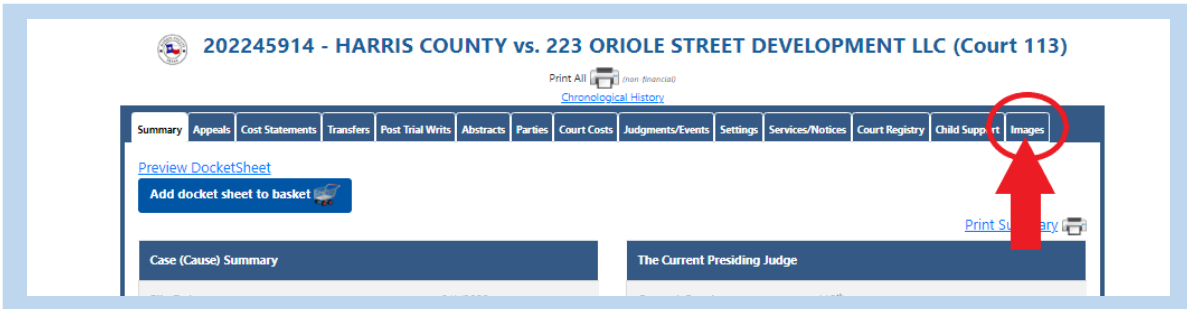 202245914 - HARRIS COUNTY vs. 223 ORIOLE STREET DEVELOPMENT LLC (Court 113)
Print All (non-financial)
Chronological History
Summary Appeals Cost Statements Transfers Post Trial Writs Abstracts Parties Court Costs Judgments/Events Settings Services/Notices Court Registry Child Support Images
Preview DocketSheet
Add docket sheet to basket
Print
Case (Cause) Summary The Current Presiding Judge